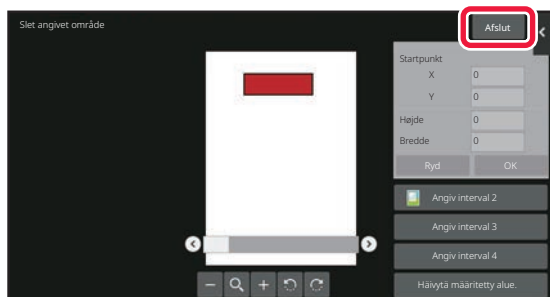 Slet angivet område
Afslut
Startpunkt
X 0
Y 0
Højde 0
Bredde 0
Ryd OK
Angiv interval 2
Angiv interval 3
Angiv interval 4
Häivytä määritetty alue.